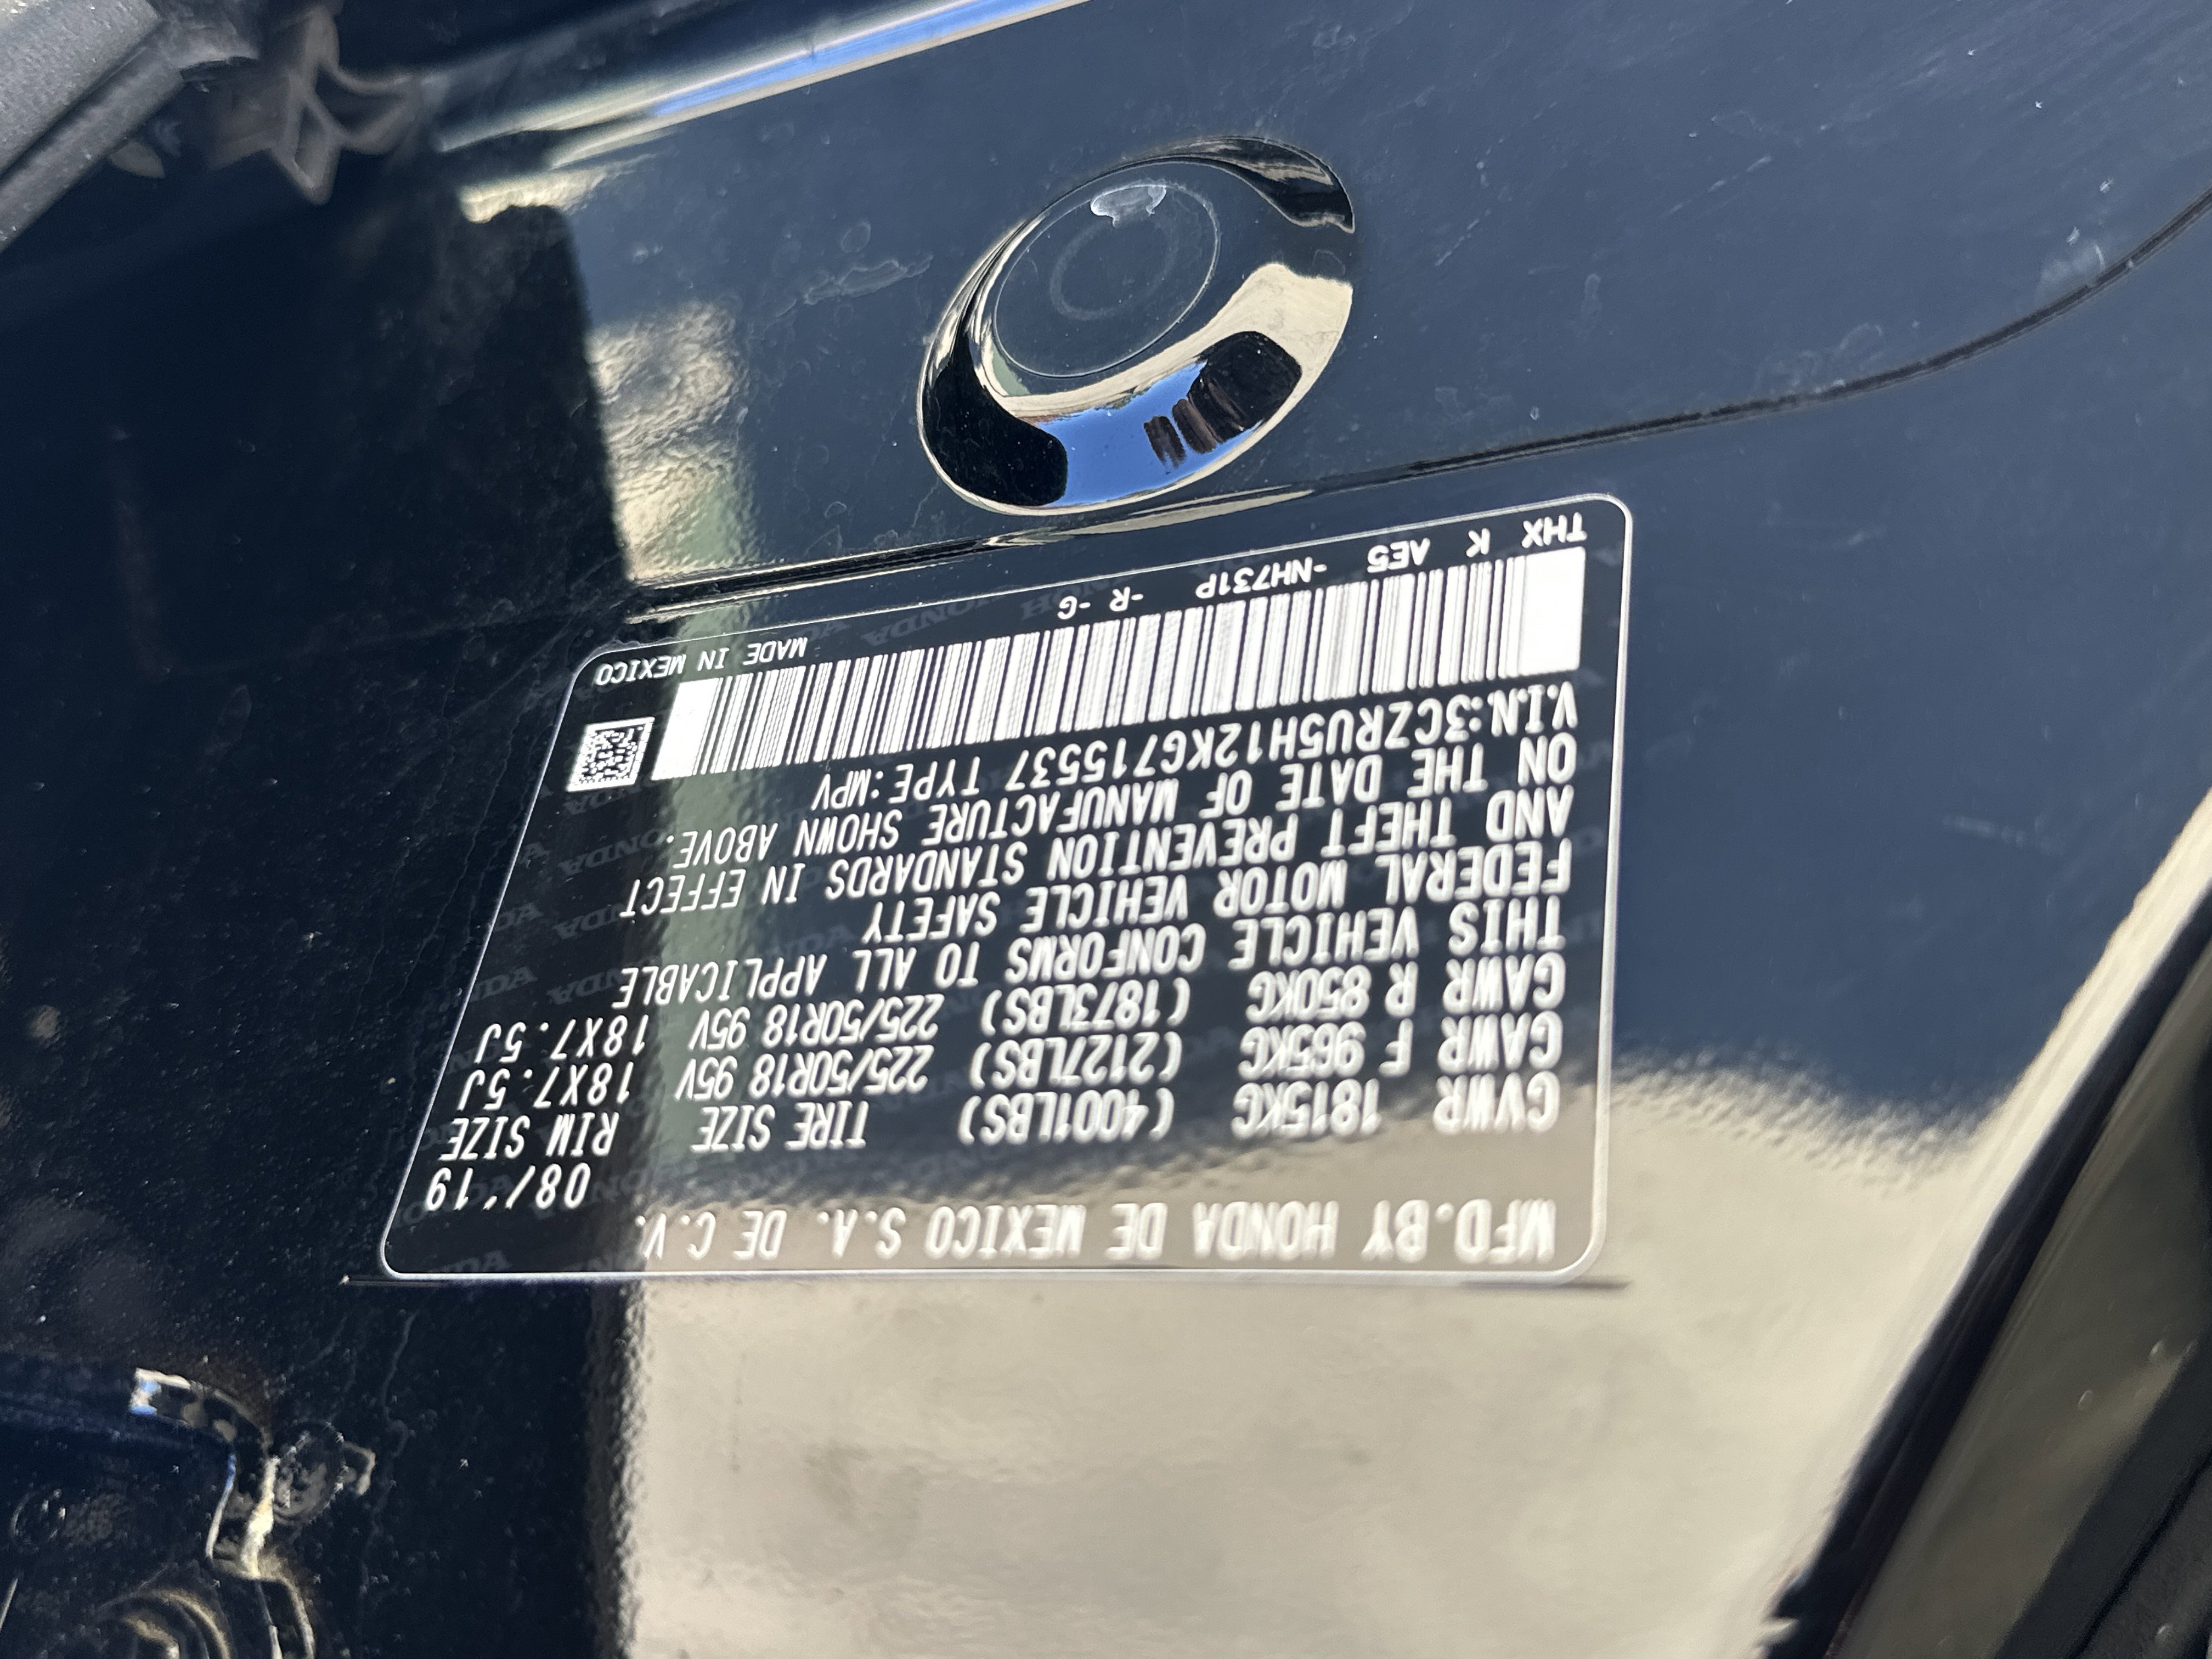 MFD.BY HONDA DE MEXICO S.A. DE C.V.
08/'19
GVWR 1815KG (4001LBS) TIRE SIZE RIM SIZE
GAWR F 965KG (2127LBS) 225/50R18 95V 18X7.5J
GAWR R 850KG (1873LBS) 225/50R18 95V 18X7.5J
THIS VEHICLE CONFORMS TO ALL APPLICABLE
FEDERAL MOTOR VEHICLE SAFETY
AND THEFT PREVENTION STANDARDS IN EFFECT
ON THE DATE OF MANUFACTURE SHOWN ABOVE.
V.I.N.:3CZRU5H12KG715537 TYPE:MPV
THX K AE5 -NH731P -R -G MADE IN MEXICO